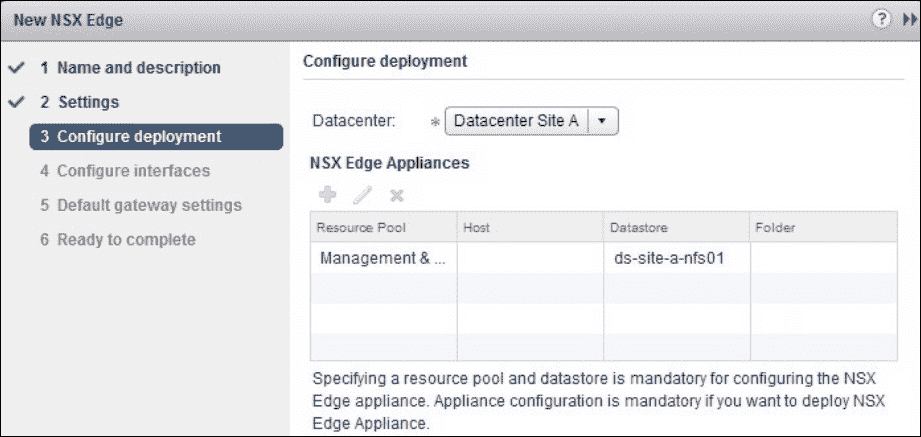 New NSX Edge
?
1 Name and description
2 Settings
3 Configure deployment
4 Configure interfaces
5 Default gateway settings
6 Ready to complete
Configure deployment
Datacenter: * Datacenter Site A
NSX Edge Appliances
Resource Pool Host Datastore Folder
Management & ... ds-site-a-nfs01
Specifying a resource pool and datastore is mandatory for configuring the NSX
Edge appliance. Appliance configuration is mandatory if you want to deploy NSX
Edge Appliance.